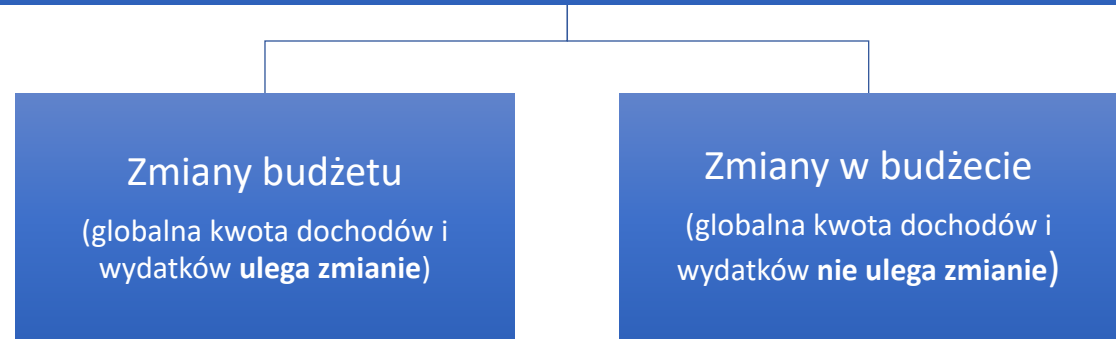 Zmiany budżetu
(globalna kwota dochodów i
wydatków ulega zmianie)
Zmiany w budżecie
(globalna kwota dochodów i
wydatków nie ulega zmianie)